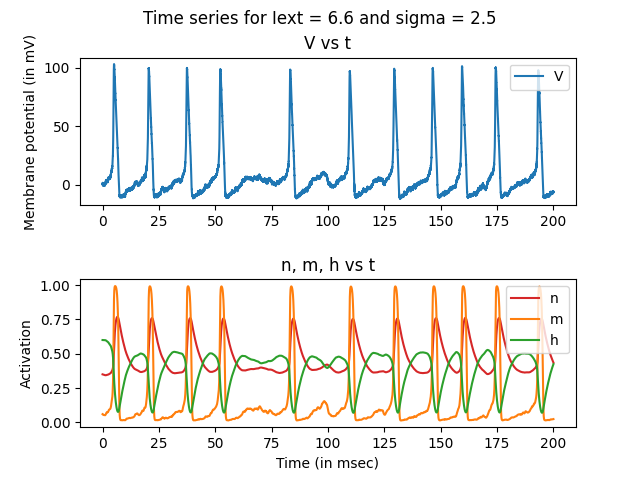 Time series for Iext = 6.6 and sigma = 2.5
V vs t
Membrane potential (in mV)
100
50
0
V
0 25 50 75 100 125 150 175 200
n, m, h vs t
Activation
1.00
0.75
0.50
0.25
0.00
n
m
h
0 25 50 75 100 125 150 175 200
Time (in msec)